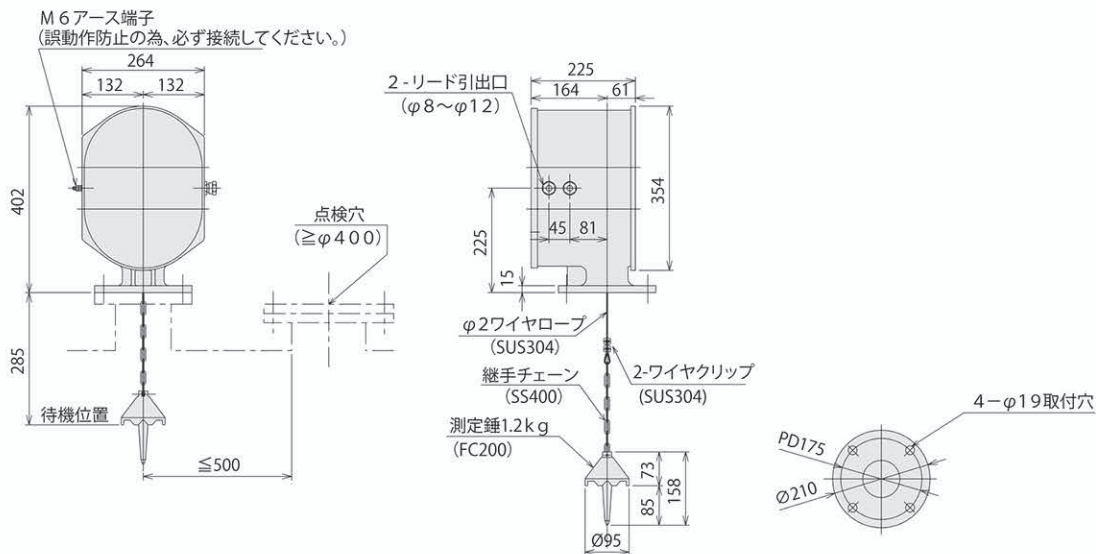 M6アース端子
(誤動作防止の為、必ず接続してください。)
264
132 132
402
285
待機位置
≦500
点検穴
(≧φ400)
2-リード引出口
(φ8～φ12)
225
164 61
354
45 81
225
15
φ2ワイヤロープ
(SUS304)
2-ワイヤクリップ
(SUS304)
継手チェーン
(SS400)
測定錘1.2kg
(FC200)
73
158
85
Ø95
4-φ19取付穴
PD175
Ø210